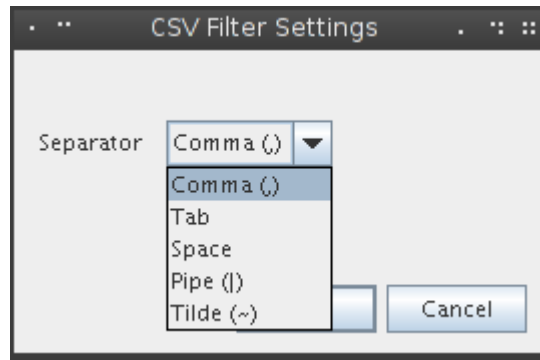 CSV Filter Settings
Separator Comma (,)
Comma (,)
Tab
Space
Pipe (|)
Tilde (~)
Cancel